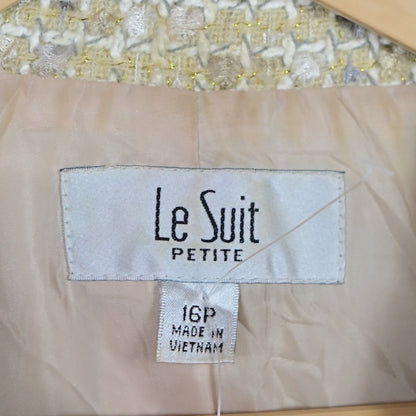 Le Suit
PETITE
16P
MADE IN
VIETNAM